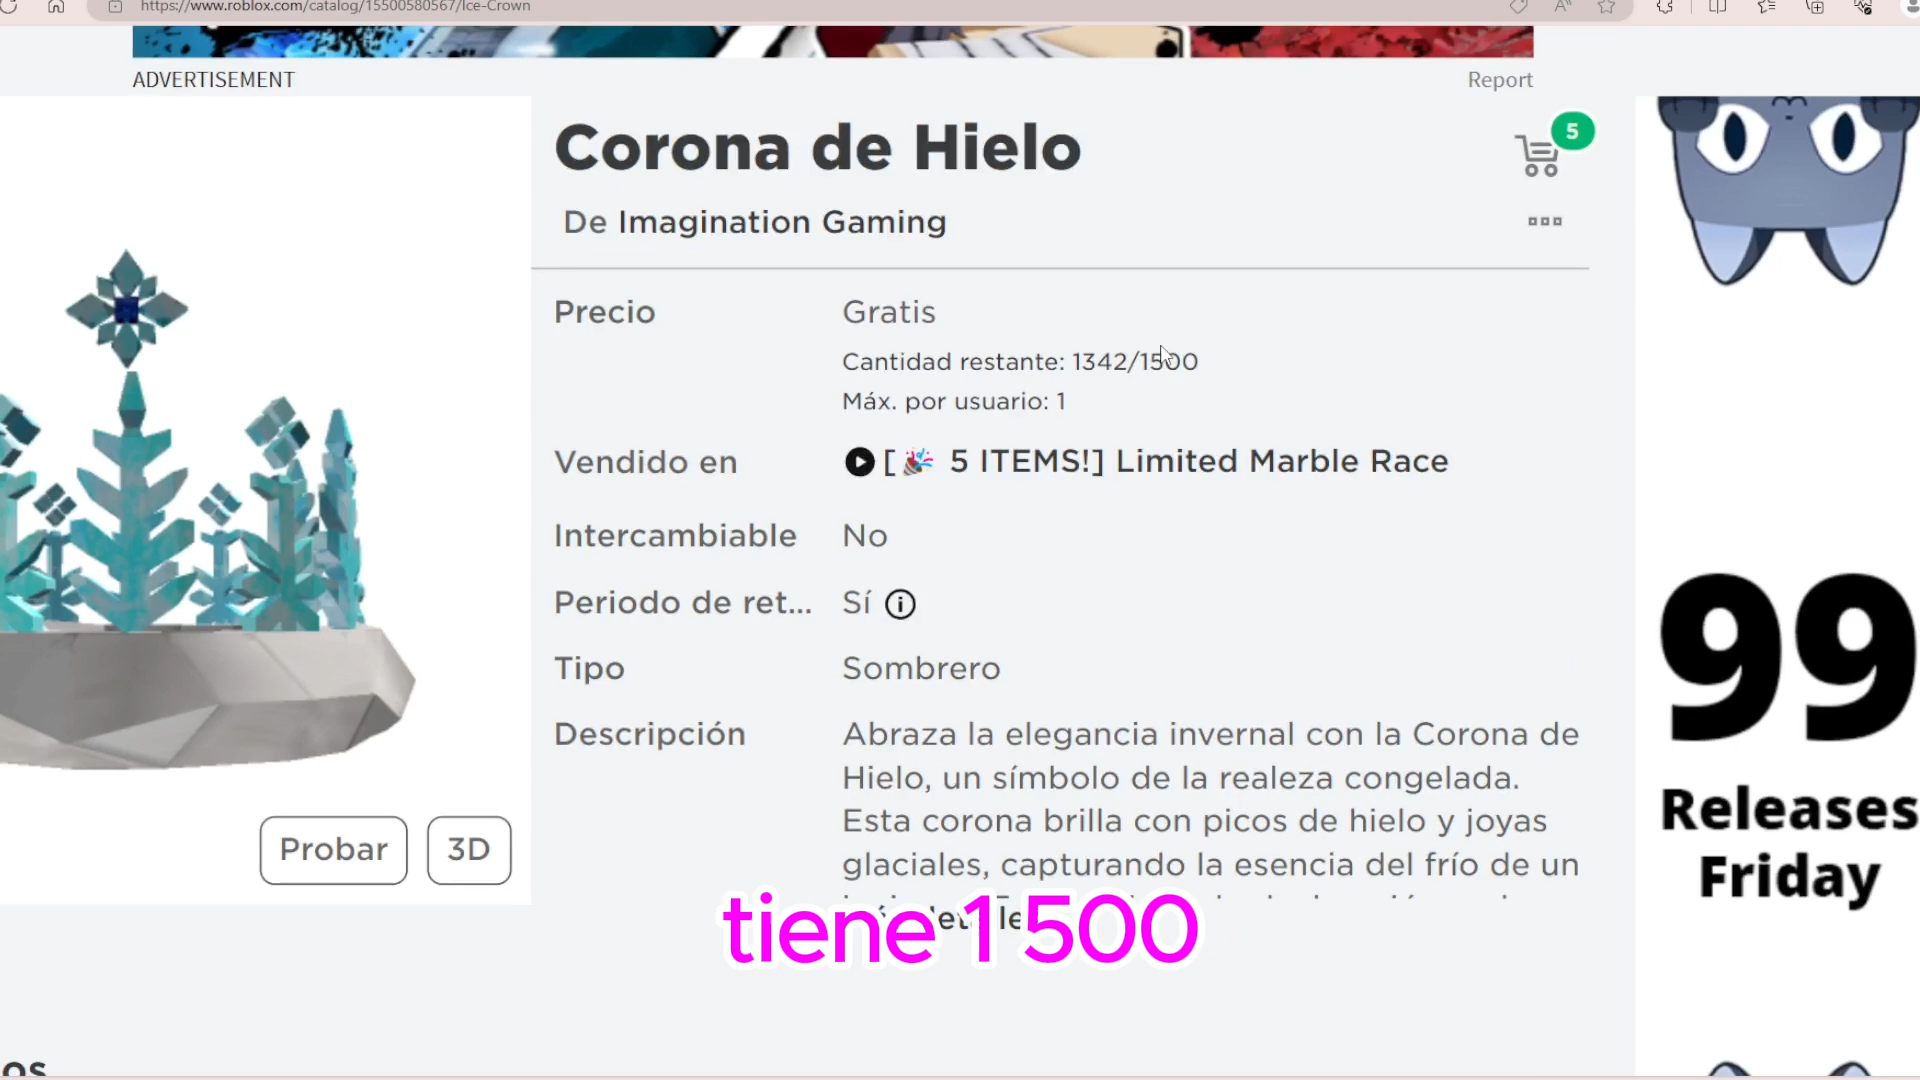 https://www.roblox.com/catalog/15500580567/Ice-Crown
ADVERTISEMENT
Report
Corona de Hielo
5
De Imagination Gaming
Precio
Gratis
Cantidad restante: 1342/1500
Máx. por usuario: 1
Vendido en
[🎉 5 ITEMS!] Limited Marble Race
Intercambiable
No
Periodo de ret...
Sí
Tipo
Sombrero
Descripción
Abraza la elegancia invernal con la Corona de
Hielo, un símbolo de la realeza congelada.
Esta corona brilla con picos de hielo y joyas
glaciales, capturando la esencia del frío de un
Probar
3D
tiene 1 500
99
Releases
Friday